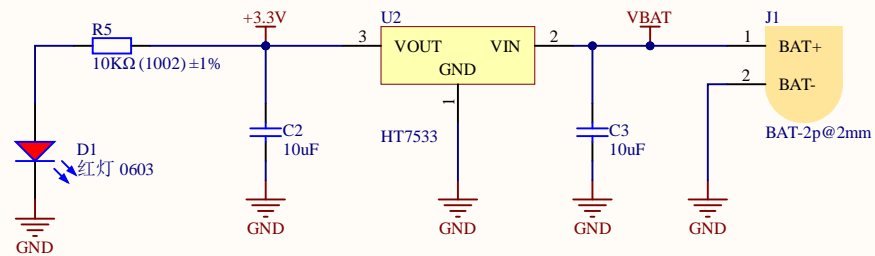 +3.3V
U2
VBAT
J1
R5
3
VOUT
VIN
2
1
BAT+
10KΩ (1002) ±1%
GND
2
BAT-
1
C2
C3
D1
HT7533
BAT-2p@2mm
10uF
10uF
红灯 0603
GND
GND
GND
GND
GND